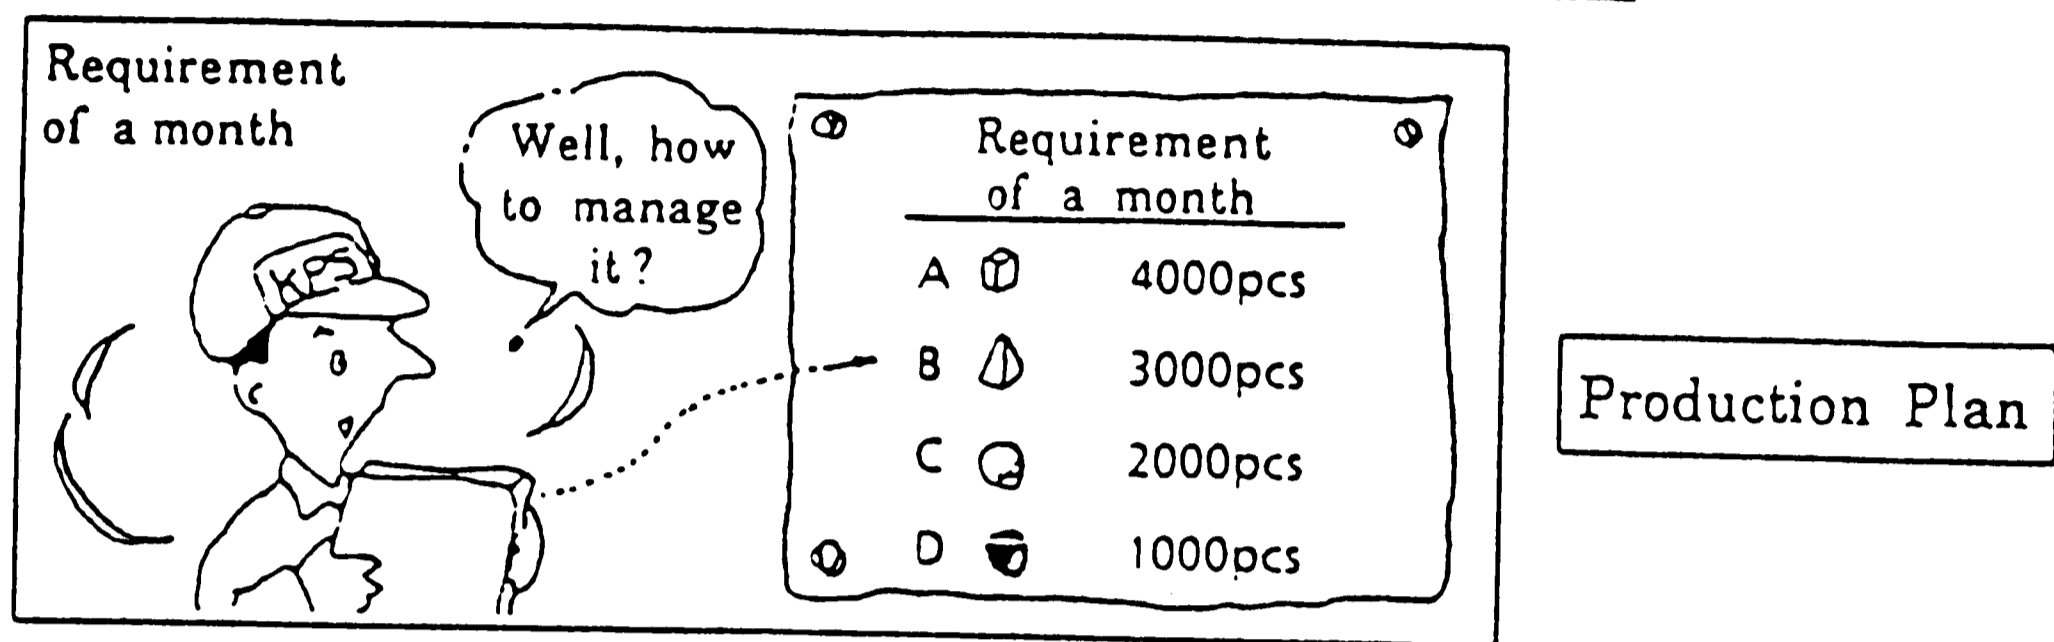 Requirement
of a month
Well, how
to manage
it?
KPS
Requirement
of a month
A 4000pcs
B 3000pcs
C 2000pcs
D 1000pcs
Production Plan